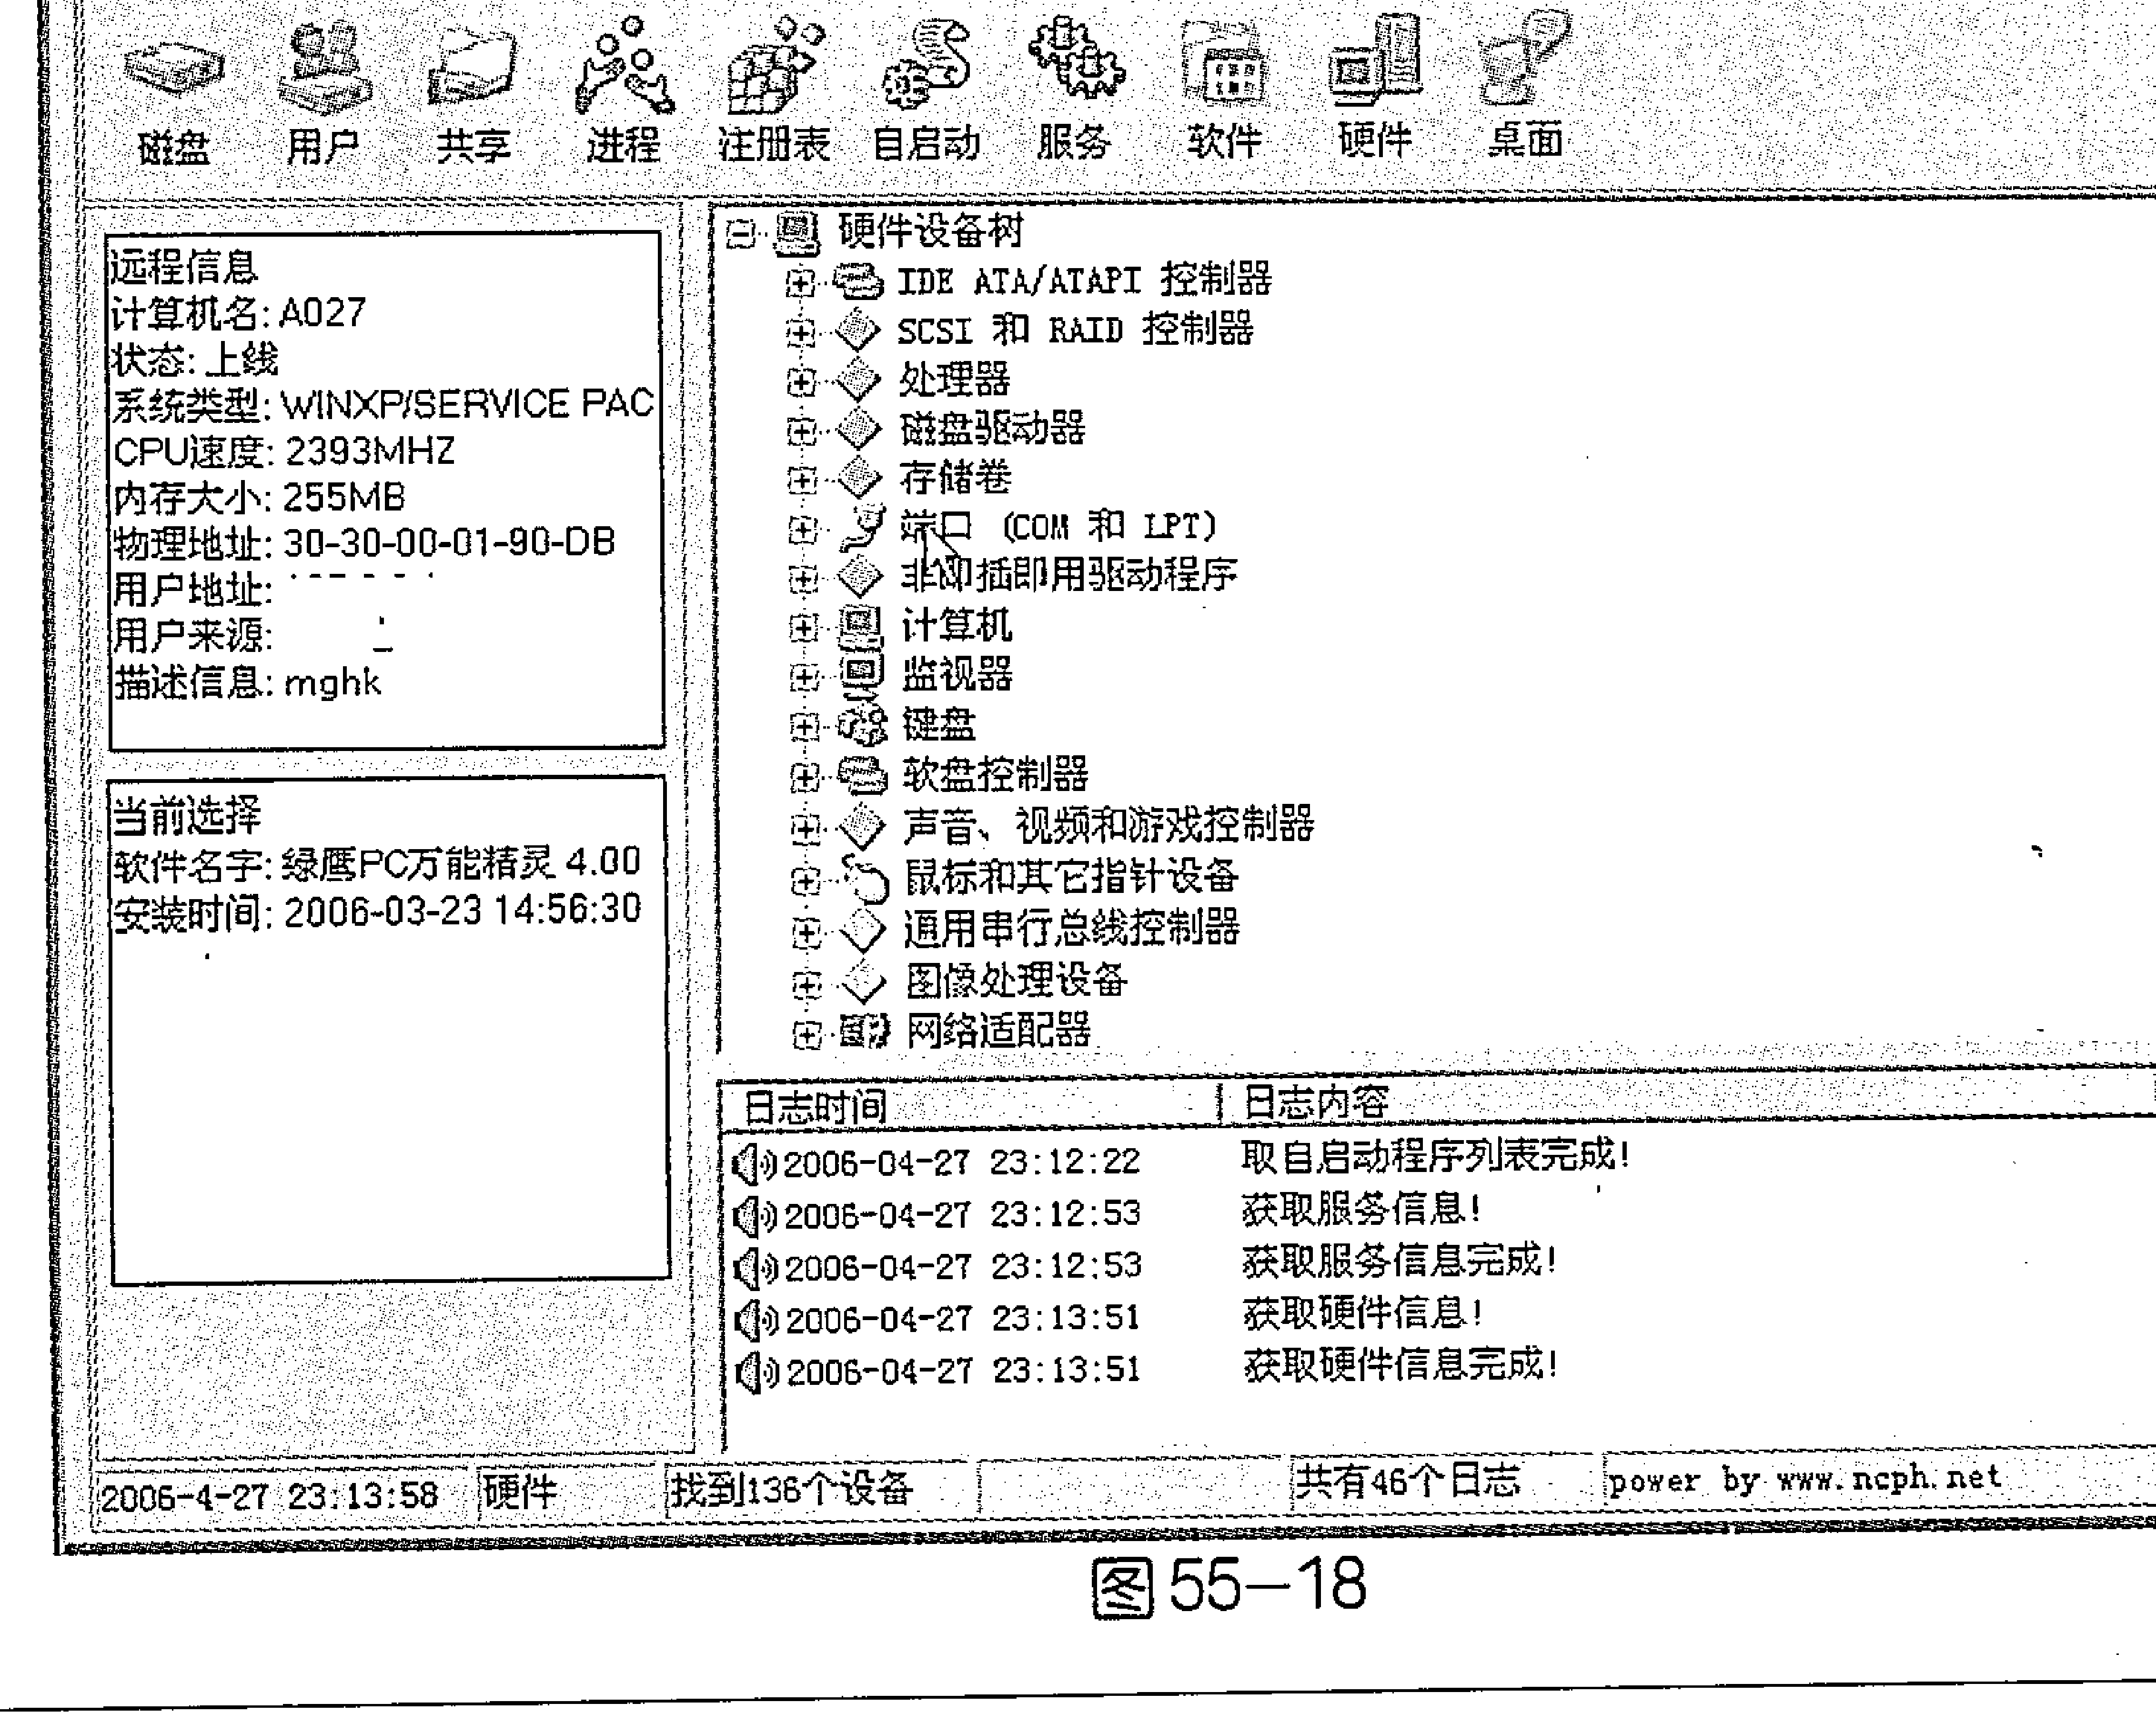 磁盘 用户 共享 进程 注册表 自启动 服务 软件 硬件 桌面
远程信息
计算机名: A027
状态: 上线
系统类型: WINXP/SERVICE PAC
CPU速度: 2393MHZ
内存大小: 255MB
物理地址: 30-30-00-01-90-DB
用户地址:
用户来源:
描述信息: mghk
当前选择
软件名字: 绿鹰PC万能精灵 4.00
安装时间: 2006-03-23 14:56:30
硬件设备树
IDE ATA/ATAPI 控制器
SCSI 和 RAID 控制器
处理器
磁盘驱动器
存储卷
端口 (COM 和 LPT)
非即插即用驱动程序
计算机
监视器
键盘
软盘控制器
声音、视频和游戏控制器
鼠标和其它指针设备
通用串行总线控制器
图像处理设备
网络适配器
日志时间 日志内容
2006-04-27 23:12:22 取自启动程序列表完成!
2006-04-27 23:12:53 获取服务信息!
2006-04-27 23:12:53 获取服务信息完成!
2006-04-27 23:13:51 获取硬件信息!
2006-04-27 23:13:51 获取硬件信息完成!
2006-4-27 23:13:58 硬件 找到136个设备 共有46个日志 power by www.ncph.net
图55-18